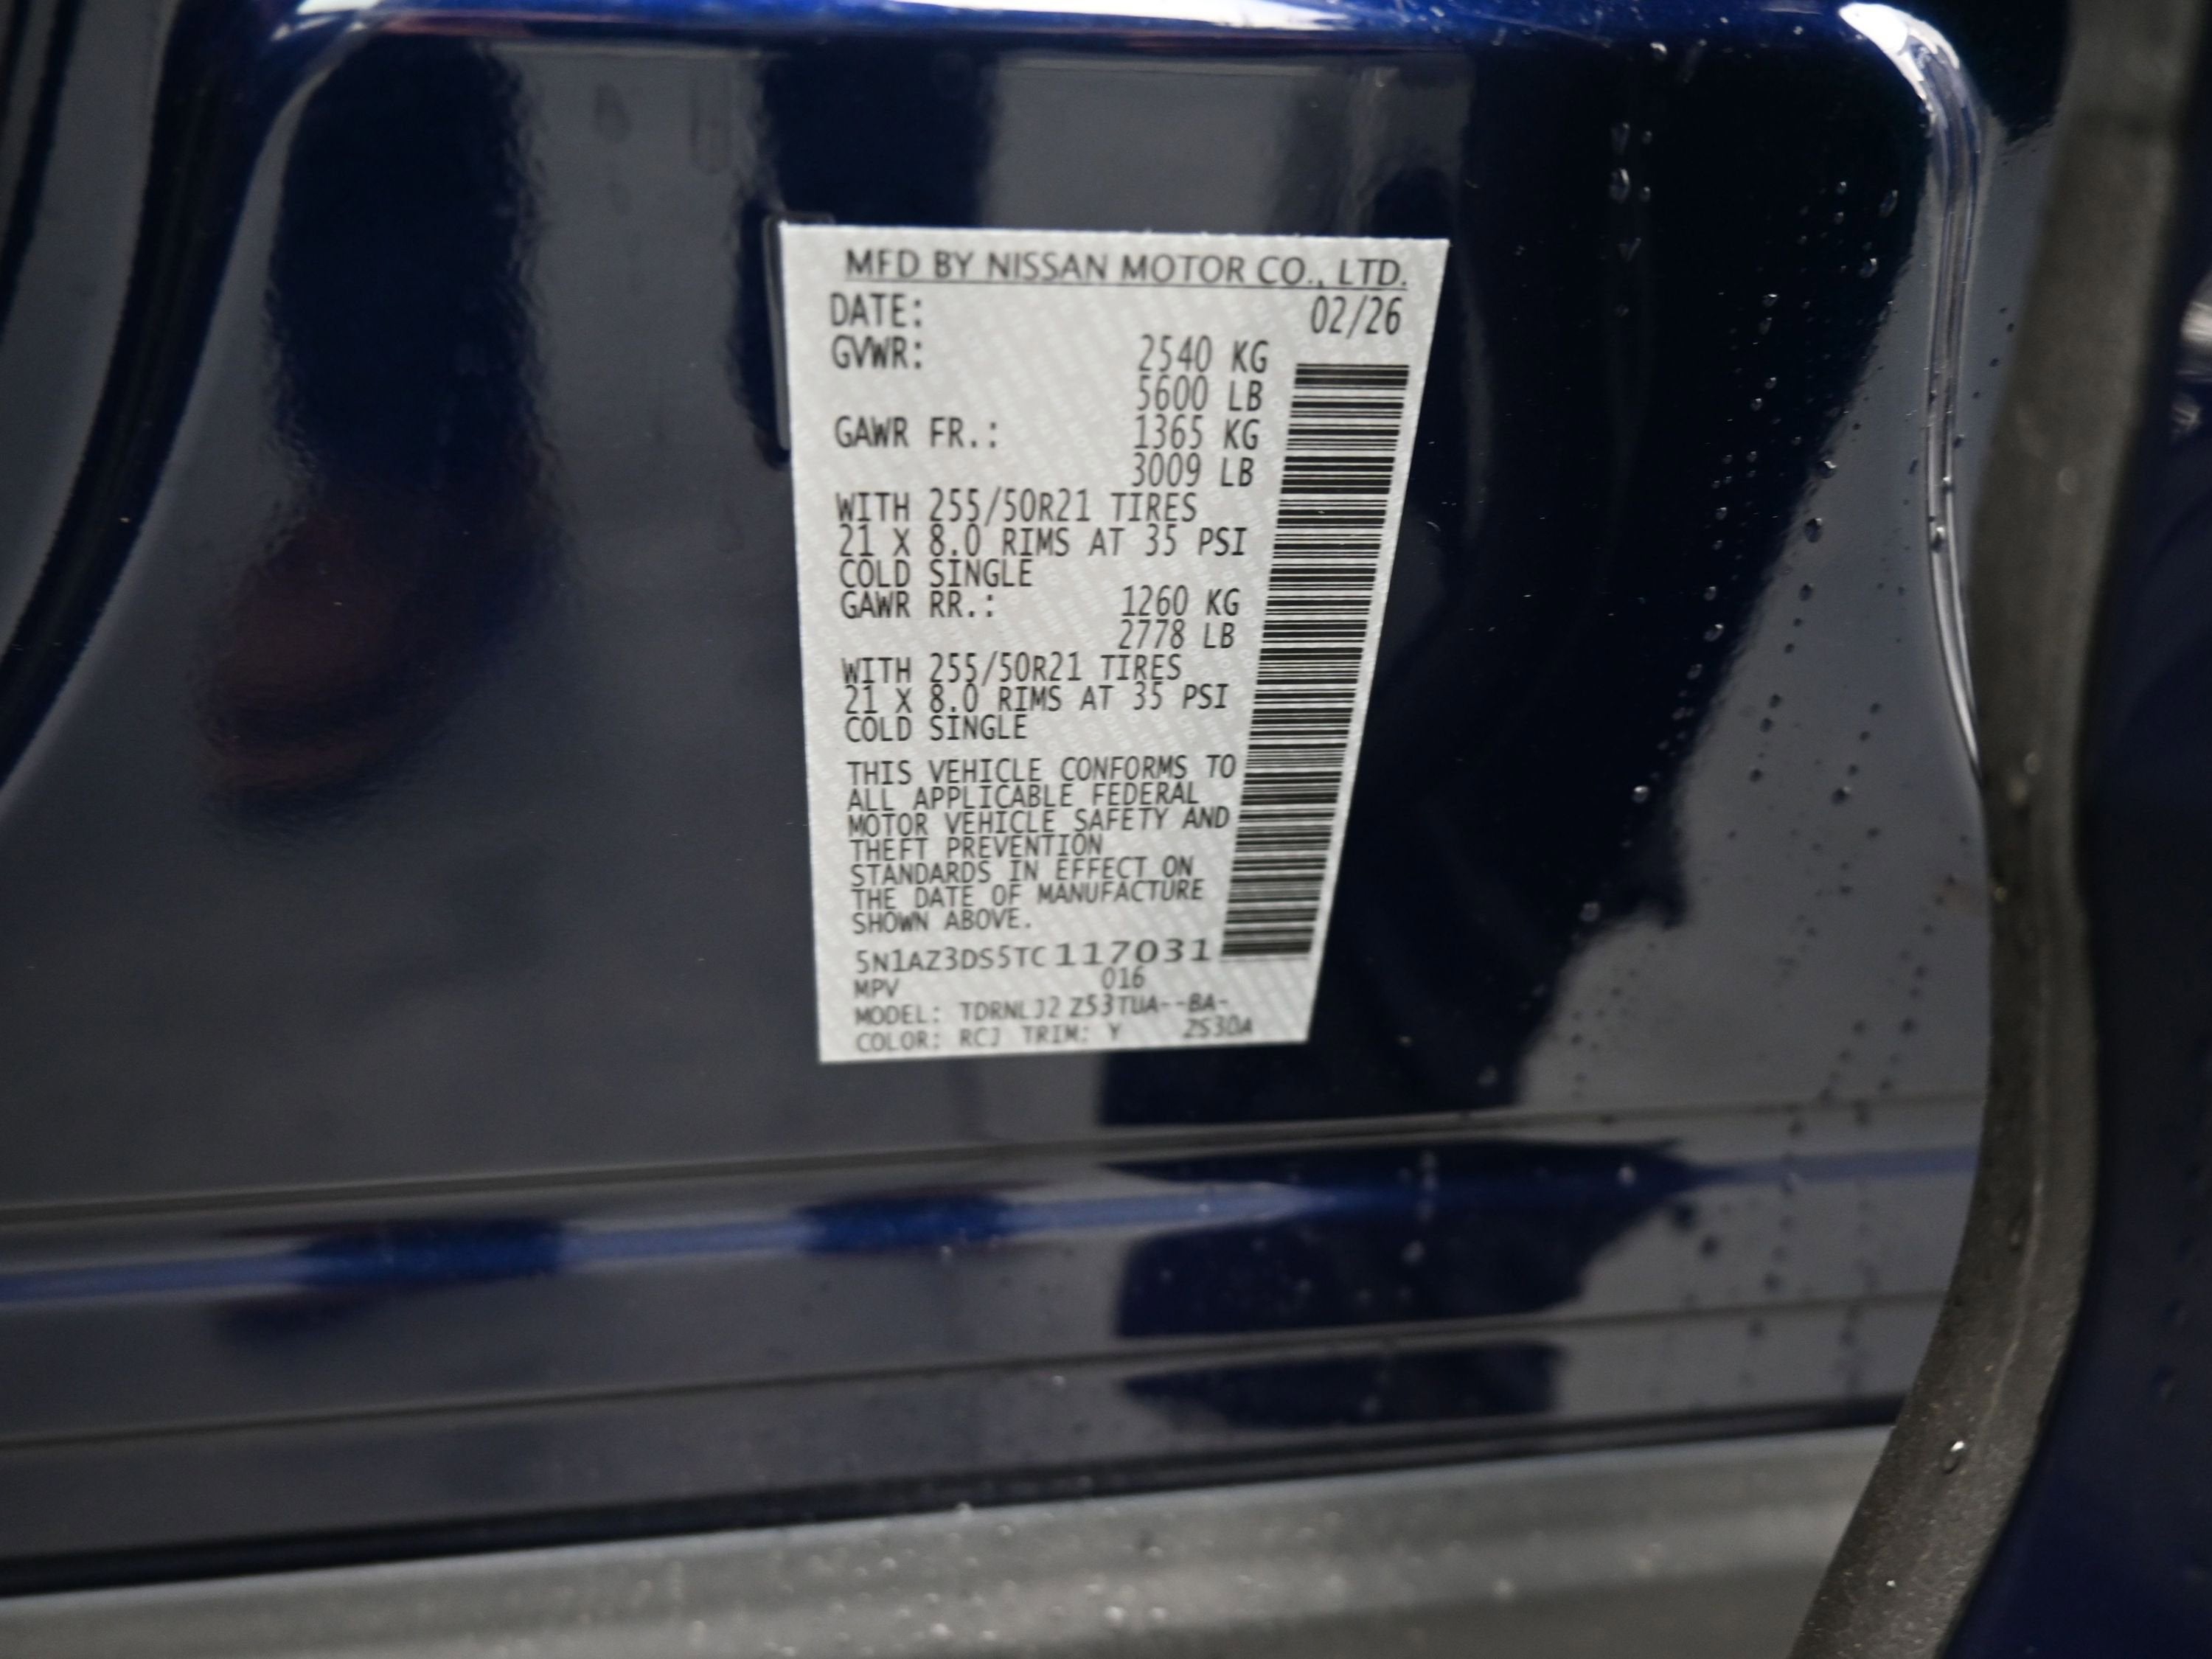 MFD BY NISSAN MOTOR CO., LTD.
DATE: 02/26
GVWR: 2540 KG
5600 LB
GAWR FR.: 1365 KG
3009 LB
WITH 255/50R21 TIRES
21 X 8.0 RIMS AT 35 PSI
COLD SINGLE
GAWR RR.: 1260 KG
2778 LB
WITH 255/50R21 TIRES
21 X 8.0 RIMS AT 35 PSI
COLD SINGLE
THIS VEHICLE CONFORMS TO
ALL APPLICABLE FEDERAL
MOTOR VEHICLE SAFETY AND
THEFT PREVENTION
STANDARDS IN EFFECT ON
THE DATE OF MANUFACTURE
SHOWN ABOVE.
5N1AZ3DS5TC117031
MPV 016
MODEL: TDRNLJ2 Z53TUA--BA-
COLOR: RCJ TRIM: Y